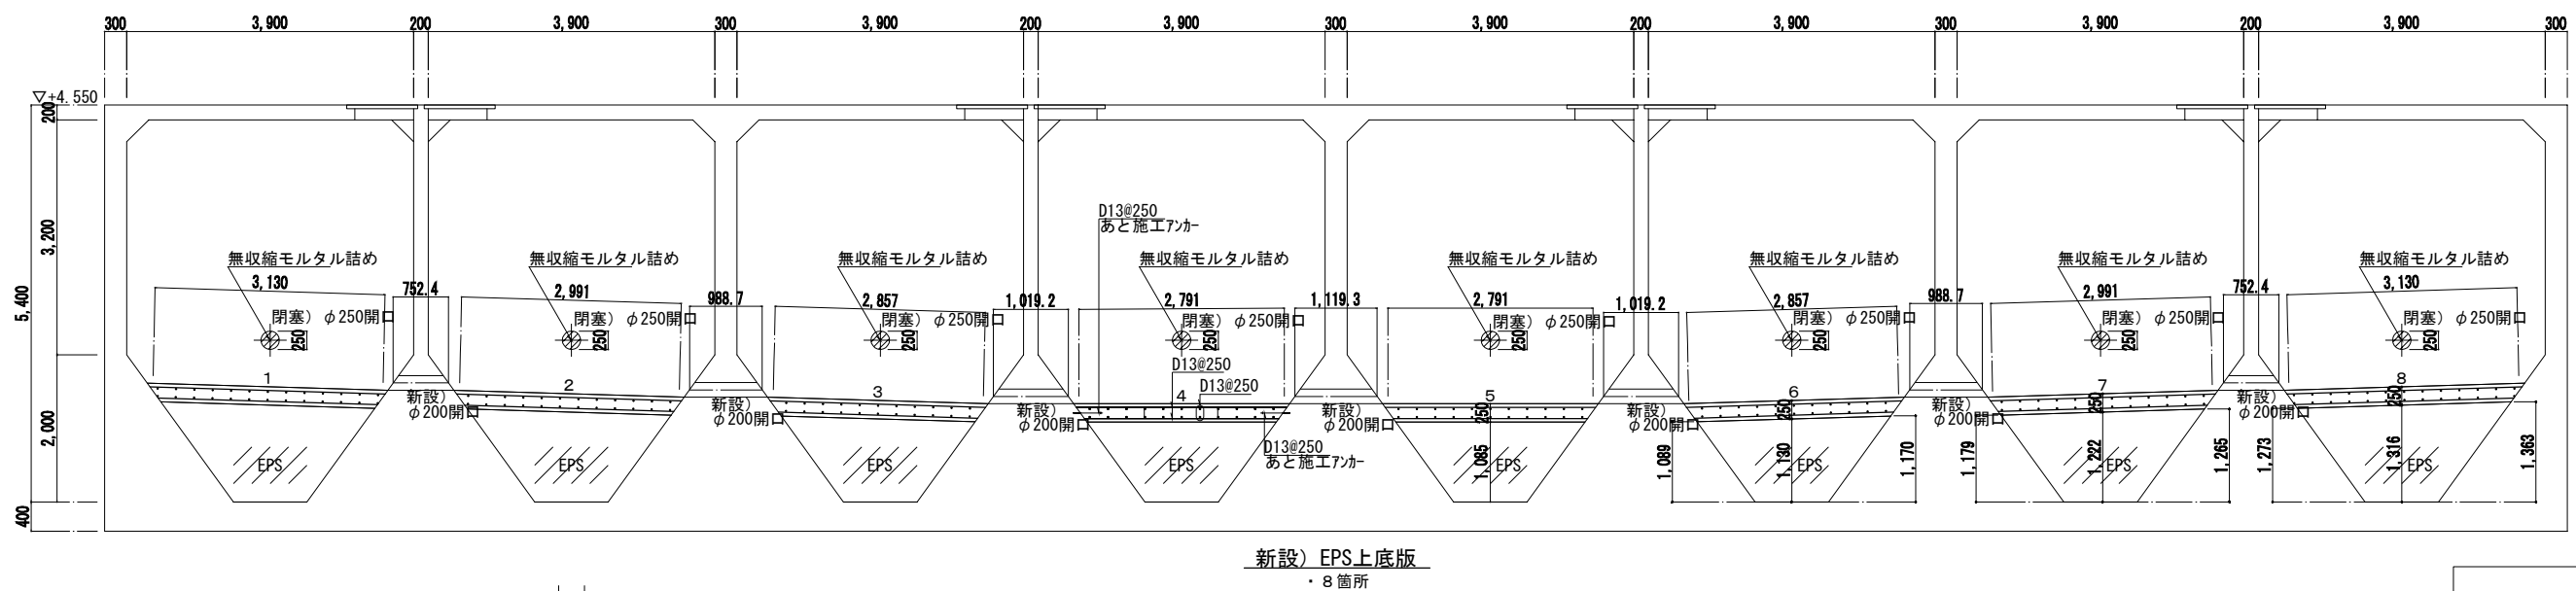 300 3,900 200 3,900 300 3,900 200 3,900 300 3,900 200 3,900 300 3,900 200 3,900 300
▽+4.550
200
3,200
5,400
2,000
400
D13@250
あと施工アンカー
無収縮モルタル詰め 無収縮モルタル詰め 無収縮モルタル詰め 無収縮モルタル詰め 無収縮モルタル詰め 無収縮モルタル詰め 無収縮モルタル詰め 無収縮モルタル詰め
3,130 752.4 2,991 988.7 2,857 1,019.2 2,791 1,119.3 2,791 1,019.2 2,857 988.7 2,991 752.4 3,130
閉塞) φ250開口 閉塞) φ250開口 閉塞) φ250開口 閉塞) φ250開口 閉塞) φ250開口 閉塞) φ250開口 閉塞) φ250開口 閉塞) φ250開口
250 250 250 250 250 250 250 250
D13@250
D13@250
1 2 3 4 5 6 7 8
250 250 250 250
新設) 新設) 新設) 新設) 新設) 新設) 新設)
φ200開口 φ200開口 φ200開口 φ200開口 φ200開口 φ200開口 φ200開口
D13@250
あと施工アンカー
EPS EPS EPS EPS EPS EPS EPS EPS
1,085 1,089 1,130 1,170 1,179 1,222 1,265 1,273 1,316 1,363
新設) EPS上底版
・8箇所